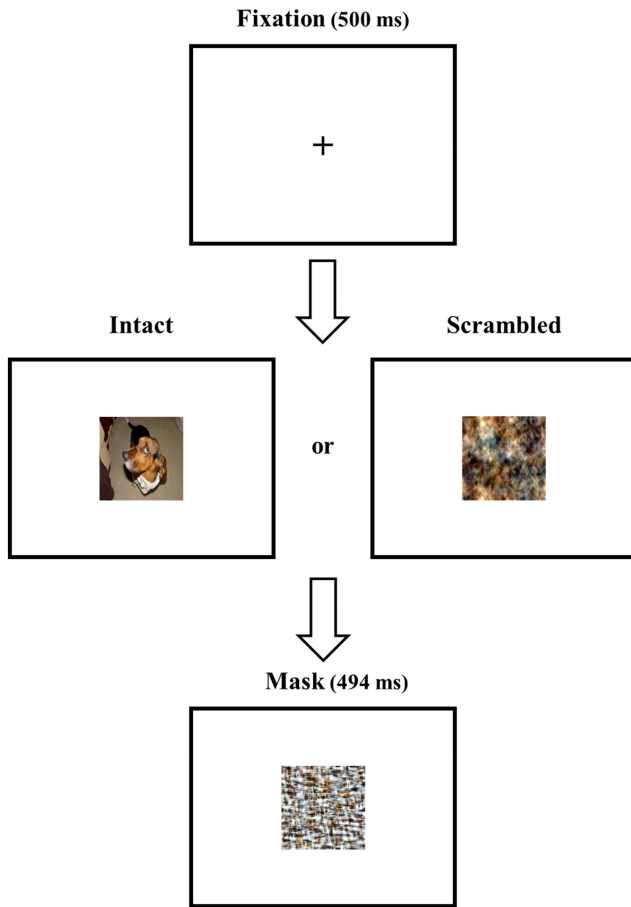 Fixation (500 ms)
+
Intact
Scrambled
or
Mask (494 ms)